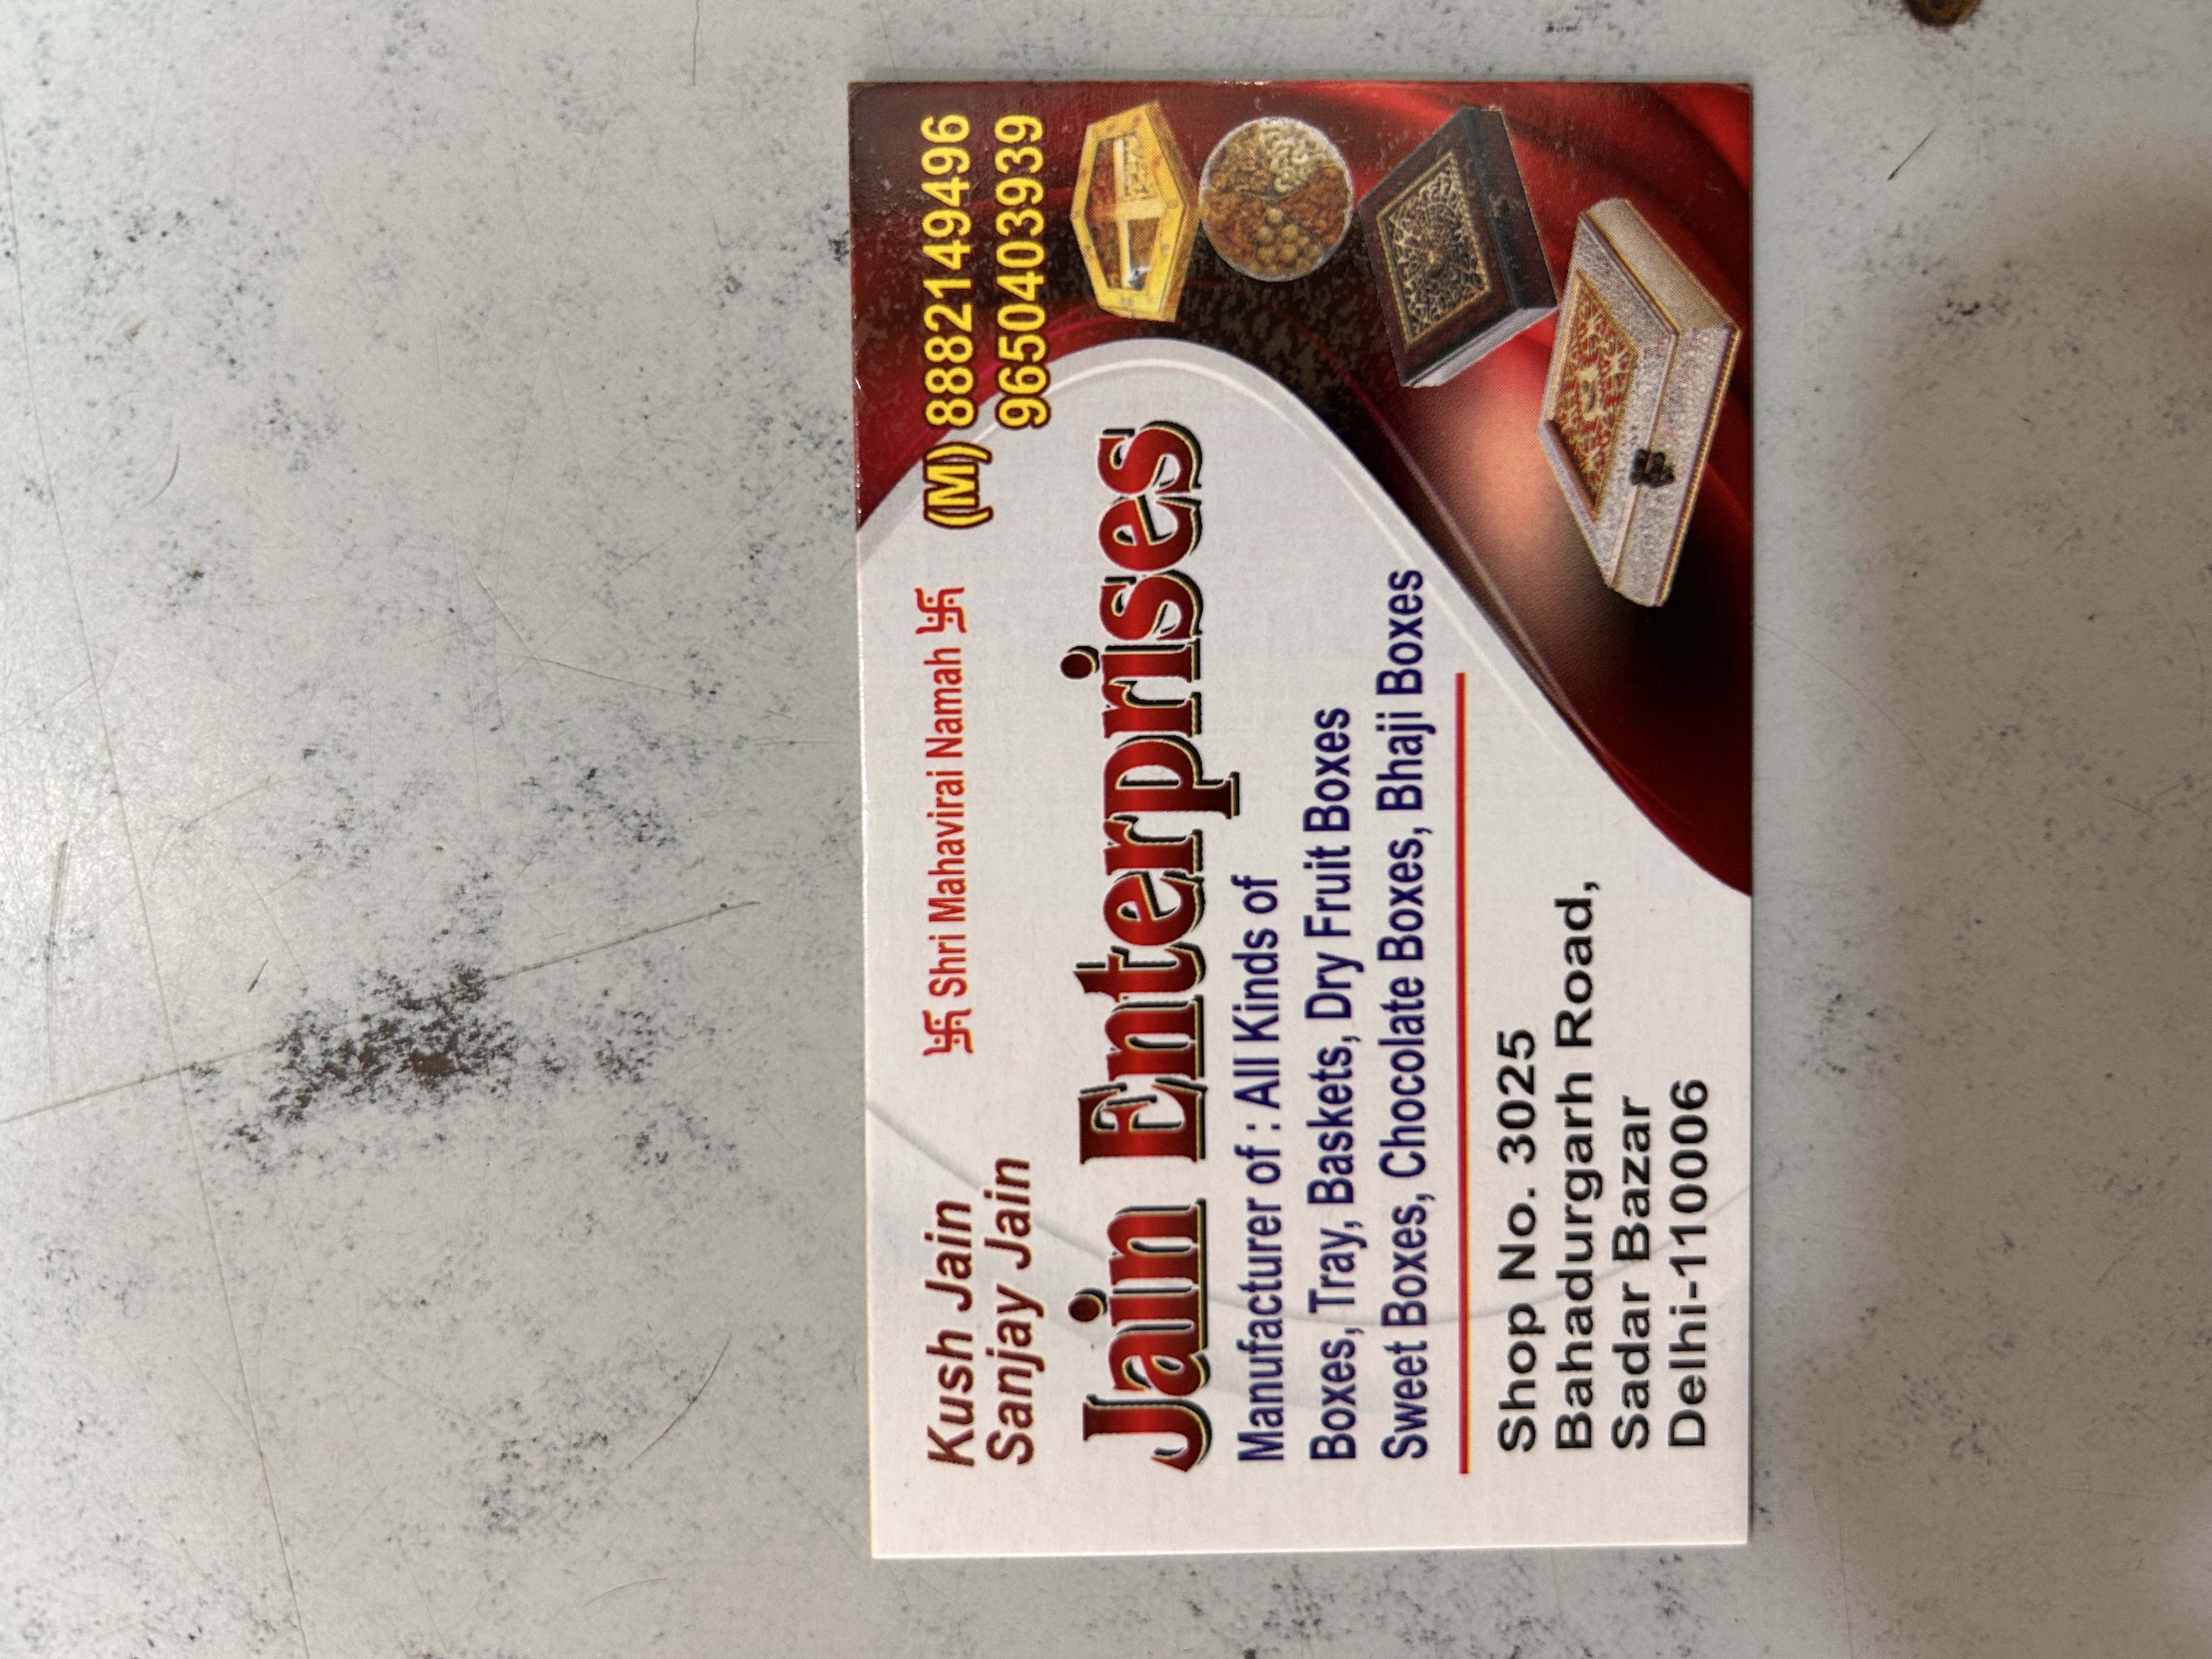 Kush Jain
Sanjay Jain
卐 Shri Mahavirai Namah 卐
(M) 8882149496
9650403939
Jain Enterprises
Manufacturer of : All Kinds of
Boxes, Tray, Baskets, Dry Fruit Boxes
Sweet Boxes, Chocolate Boxes, Bhaji Boxes
Shop No. 3025
Bahadurgarh Road,
Sadar Bazar
Delhi-110006